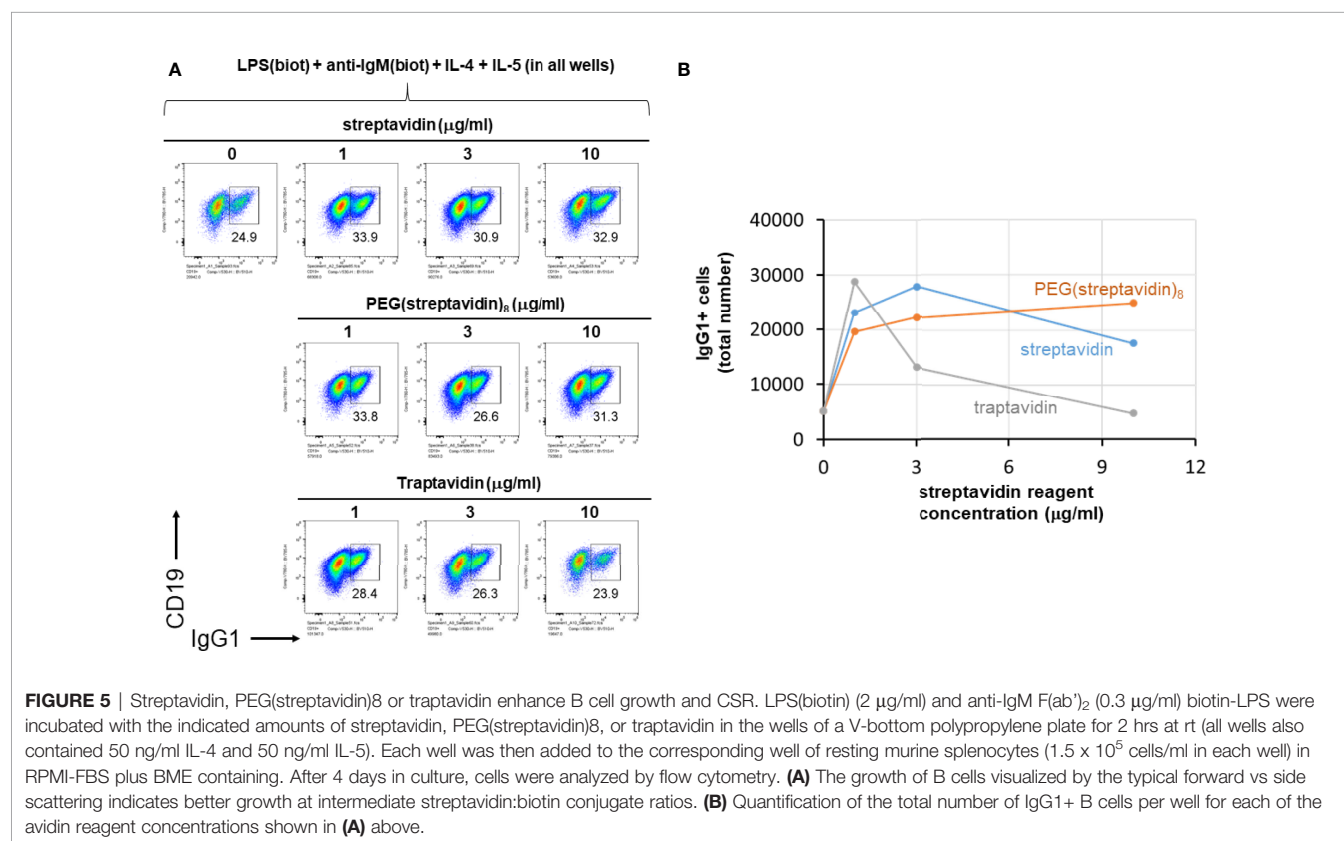 A
LPS(biot) + anti-IgM(biot) + IL-4 + IL-5 (in all wells)
streptavidin (µg/ml)
0 1 3 10
24.9 33.9 30.9 32.9
PEG(streptavidin)₈ (µg/ml)
1 3 10
33.8 26.6 31.3
Traptavidin (µg/ml)
1 3 10
28.4 26.3 23.9
CD19
IgG1
B
IgG1+ cells
(total number)
40000
30000
20000
10000
0
PEG(streptavidin)₈
streptavidin
traptavidin
0 3 6 9 12
streptavidin reagent
concentration (µg/ml)
FIGURE 5 | Streptavidin, PEG(streptavidin)8 or traptavidin enhance B cell growth and CSR. LPS(biotin) (2 µg/ml) and anti-IgM F(ab’)₂ (0.3 µg/ml) biotin-LPS were
incubated with the indicated amounts of streptavidin, PEG(streptavidin)8, or traptavidin in the wells of a V-bottom polypropylene plate for 2 hrs at rt (all wells also
contained 50 ng/ml IL-4 and 50 ng/ml IL-5). Each well was then added to the corresponding well of resting murine splenocytes (1.5 x 10⁵ cells/ml in each well) in
RPMI-FBS plus BME containing. After 4 days in culture, cells were analyzed by flow cytometry. (A) The growth of B cells visualized by the typical forward vs side
scattering indicates better growth at intermediate streptavidin:biotin conjugate ratios. (B) Quantification of the total number of IgG1+ B cells per well for each of the
avidin reagent concentrations shown in (A) above.